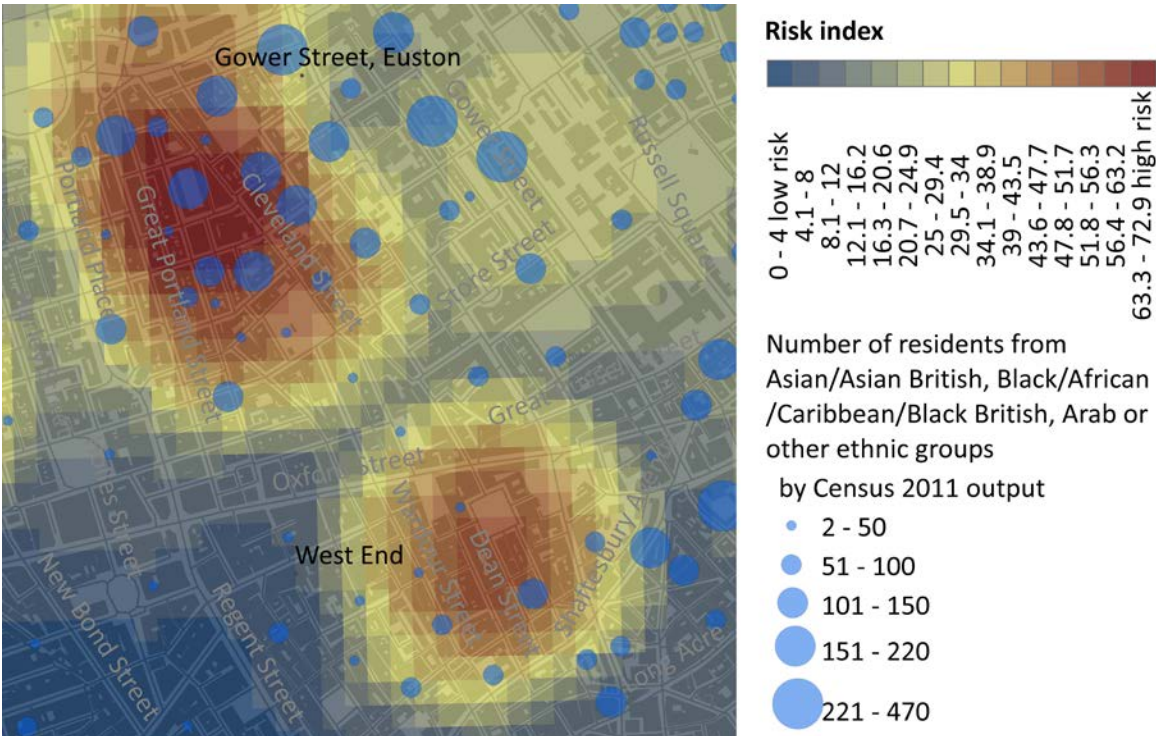 Gower Street, Euston
Gower Street
Russell Square
Portland Place
Great Portland Street
Cleveland Street
Store Street
Great
Street
Oxford Street
West End
Wardour Street
Dean Street
Shaftesbury Ave
New Bond Street
Regent Street
Long Acre
Risk index
0 - 4 low risk
4.1 - 8
8.1 - 12
12.1 - 16.2
16.3 - 20.6
20.7 - 24.9
25 - 29.4
29.5 - 34
34.1 - 38.9
39 - 43.5
43.6 - 47.7
47.8 - 51.7
51.8 - 56.3
56.4 - 63.2
63.3 - 72.9 high risk
Number of residents from
Asian/Asian British, Black/African
/Caribbean/Black British, Arab or
other ethnic groups
by Census 2011 output
2 - 50
51 - 100
101 - 150
151 - 220
221 - 470